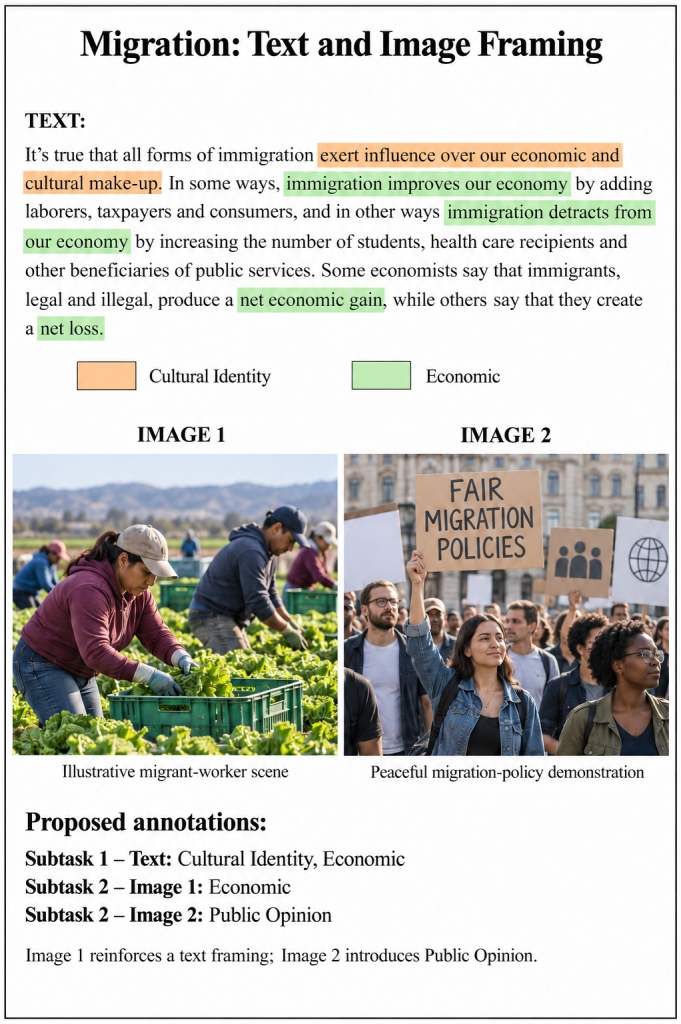 Migration: Text and Image Framing
TEXT:
It’s true that all forms of immigration exert influence over our economic and
cultural make-up. In some ways, immigration improves our economy by adding
laborers, taxpayers and consumers, and in other ways immigration detracts from
our economy by increasing the number of students, health care recipients and
other beneficiaries of public services. Some economists say that immigrants,
legal and illegal, produce a net economic gain, while others say that they create
a net loss.
Cultural Identity
Economic
IMAGE 1
IMAGE 2
FAIR
MIGRATION
POLICIES
Illustrative migrant-worker scene
Peaceful migration-policy demonstration
Proposed annotations:
Subtask 1 – Text: Cultural Identity, Economic
Subtask 2 – Image 1: Economic
Subtask 2 – Image 2: Public Opinion
Image 1 reinforces a text framing; Image 2 introduces Public Opinion.